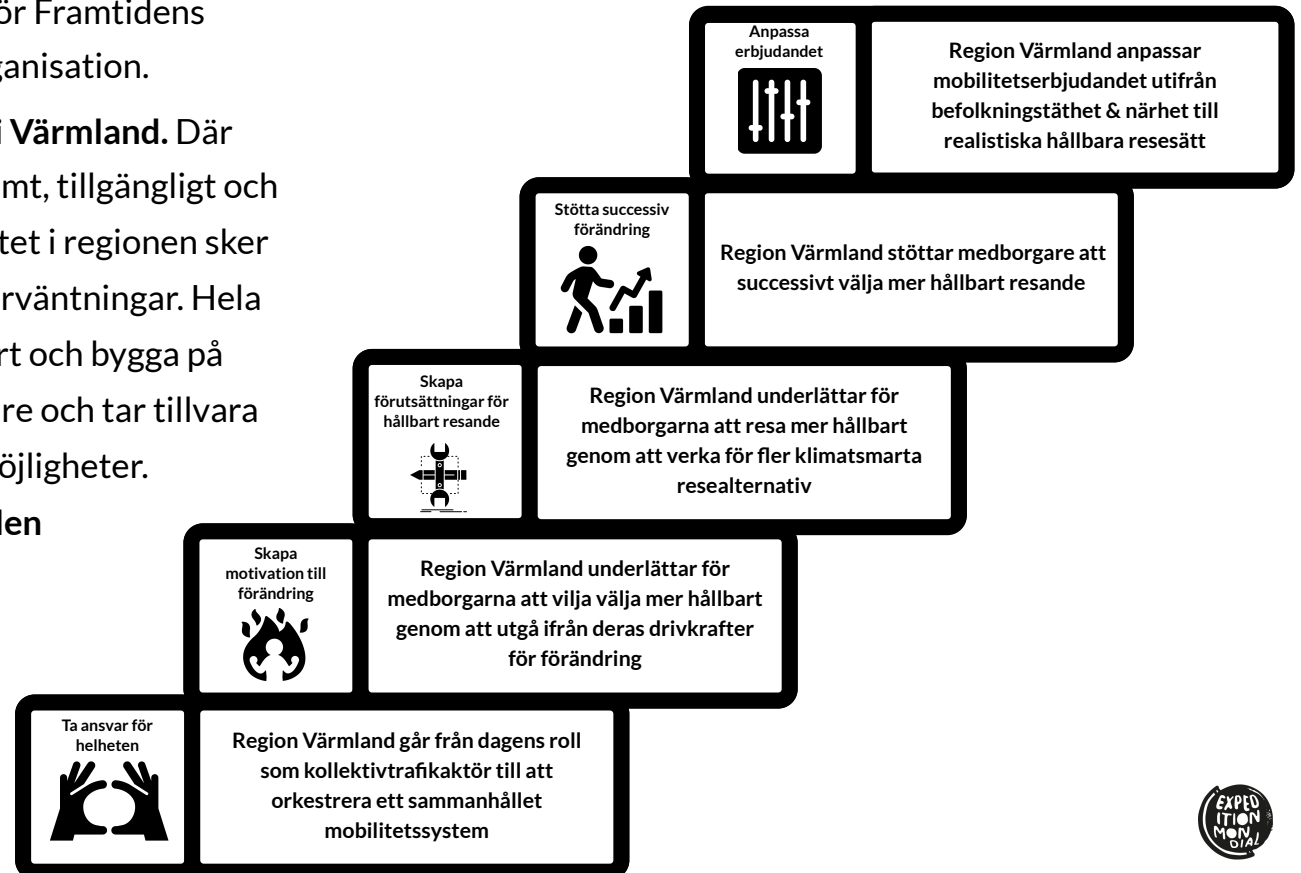 ör Framtidens
ganisation.
i Värmland. Där
mt, tillgängligt och
tet i regionen sker
rväntningar. Hela
rt och bygga på
re och tar tillvara
öjligheter.
len
Anpassa
erbjudandet
Region Värmland anpassar
mobilitetserbjudandet utifrån
befolkningstäthet & närhet till
realistiska hållbara resesätt
Stötta successiv
förändring
Region Värmland stöttar medborgare att
successivt välja mer hållbart resande
Skapa
förutsättningar för
hållbart resande
Region Värmland underlättar för
medborgarna att resa mer hållbart
genom att verka för fler klimatsmarta
resealternativ
Skapa
motivation till
förändring
Region Värmland underlättar för
medborgarna att vilja välja mer hållbart
genom att utgå ifrån deras drivkrafter
för förändring
Ta ansvar för
helheten
Region Värmland går från dagens roll
som kollektivtrafikaktör till att
orkestrera ett sammanhållet
mobilitetssystem
EXPED
ITION
MON
DIAL